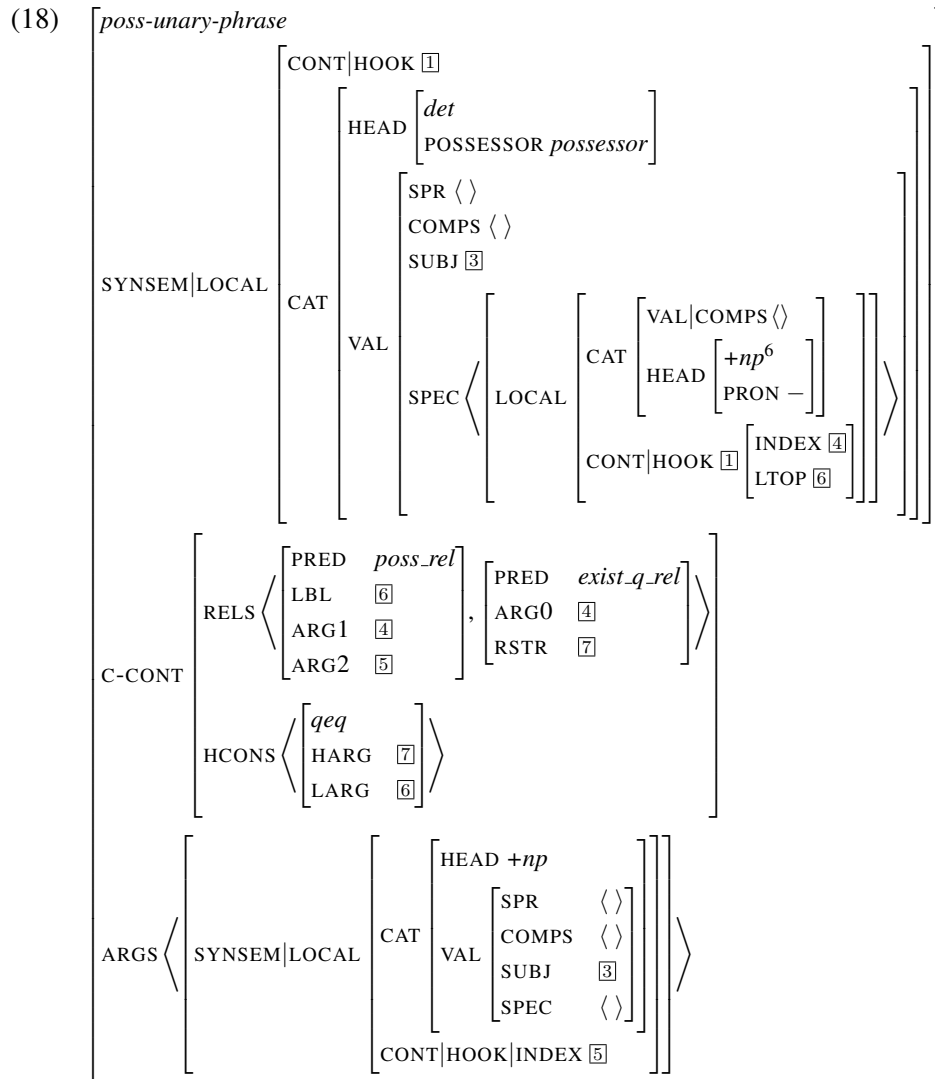 (18)
poss-unary-phrase
CONT|HOOK 1
HEAD det
POSSESSOR possessor
SPR ⟨ ⟩
COMPS ⟨ ⟩
SUBJ 3
SYNSEM|LOCAL
CAT
VAL
VAL|COMPS ⟨⟩
CAT
HEAD +np6
PRON −
SPEC ⟨ LOCAL ⟩
CONT|HOOK 1 INDEX 4
LTOP 6
PRED poss_rel PRED exist_q_rel
LBL 6 ARG0 4
RELS ⟨ , ⟩
ARG1 4 RSTR 7
ARG2 5
C-CONT
qeq
HCONS ⟨ HARG 7 ⟩
LARG 6
HEAD +np
SPR ⟨ ⟩
ARGS ⟨ SYNSEM|LOCAL CAT VAL COMPS ⟨ ⟩ ⟩
SUBJ 3
SPEC ⟨ ⟩
CONT|HOOK|INDEX 5